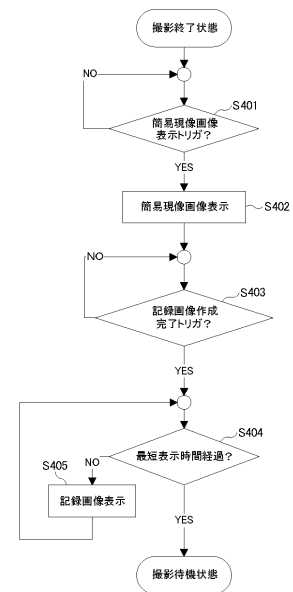 撮影終了状態
NO
S401
簡易現像画像
表示トリガ?
YES
簡易現像画像表示
S402
NO
S403
記録画像作成
完了トリガ?
YES
S404
最短表示時間経過?
S405
NO
記録画像表示
YES
撮影待機状態